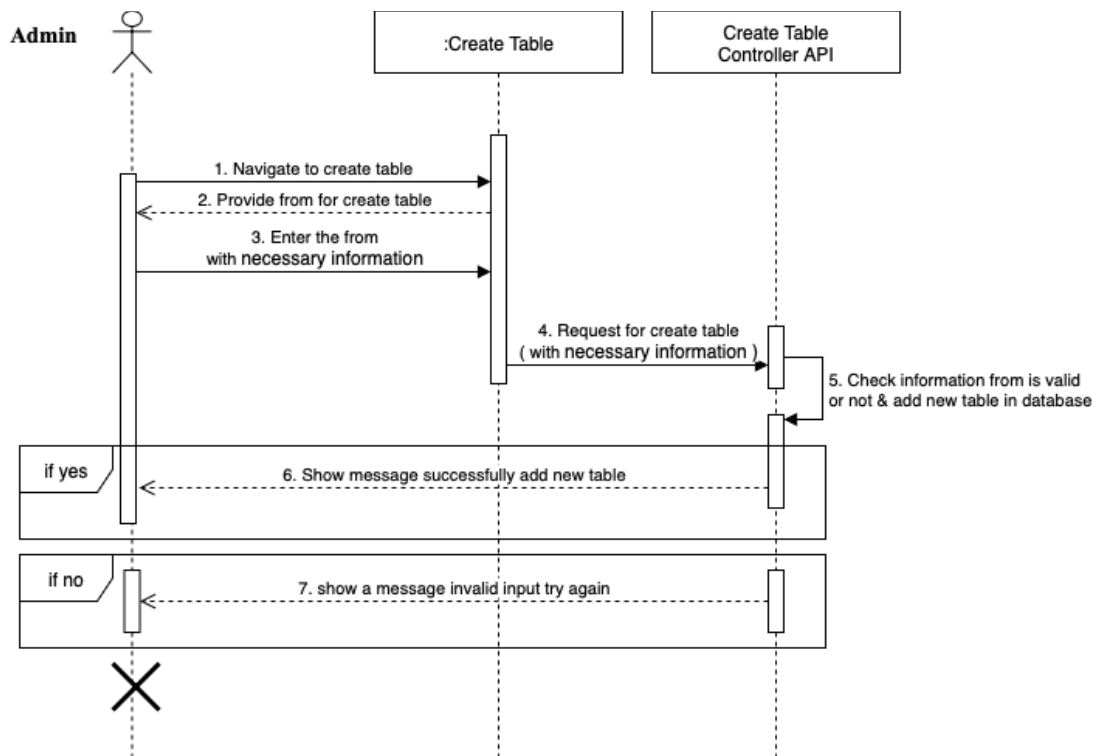 Admin
:Create Table
Create Table
Controller API
1. Navigate to create table
2. Provide from for create table
3. Enter the from
with necessary information
4. Request for create table
( with necessary information )
5. Check information from is valid
or not & add new table in database
if yes
6. Show message successfully add new table
if no
7. show a message invalid input try again